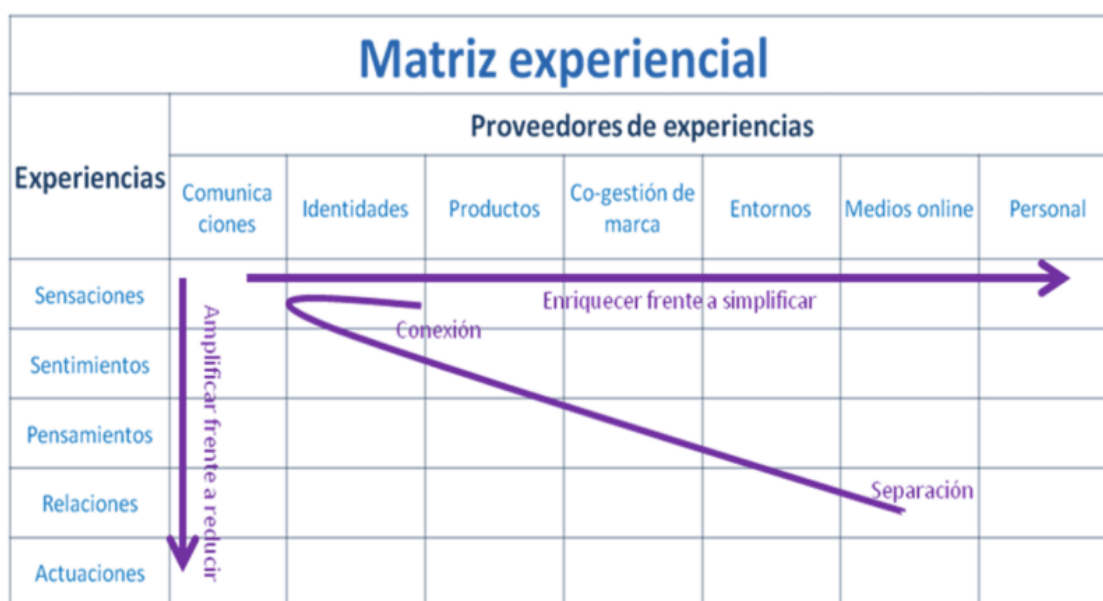 Matriz experiencial
Experiencias
Proveedores de experiencias
Comunica
ciones
Identidades
Productos
Co-gestión de
marca
Entornos
Medios online
Personal
Sensaciones
Enriquecer frente a simplificar
Conexión
Amplificar frente a reducir
Sentimientos
Pensamientos
Relaciones
Separación
Actuaciones